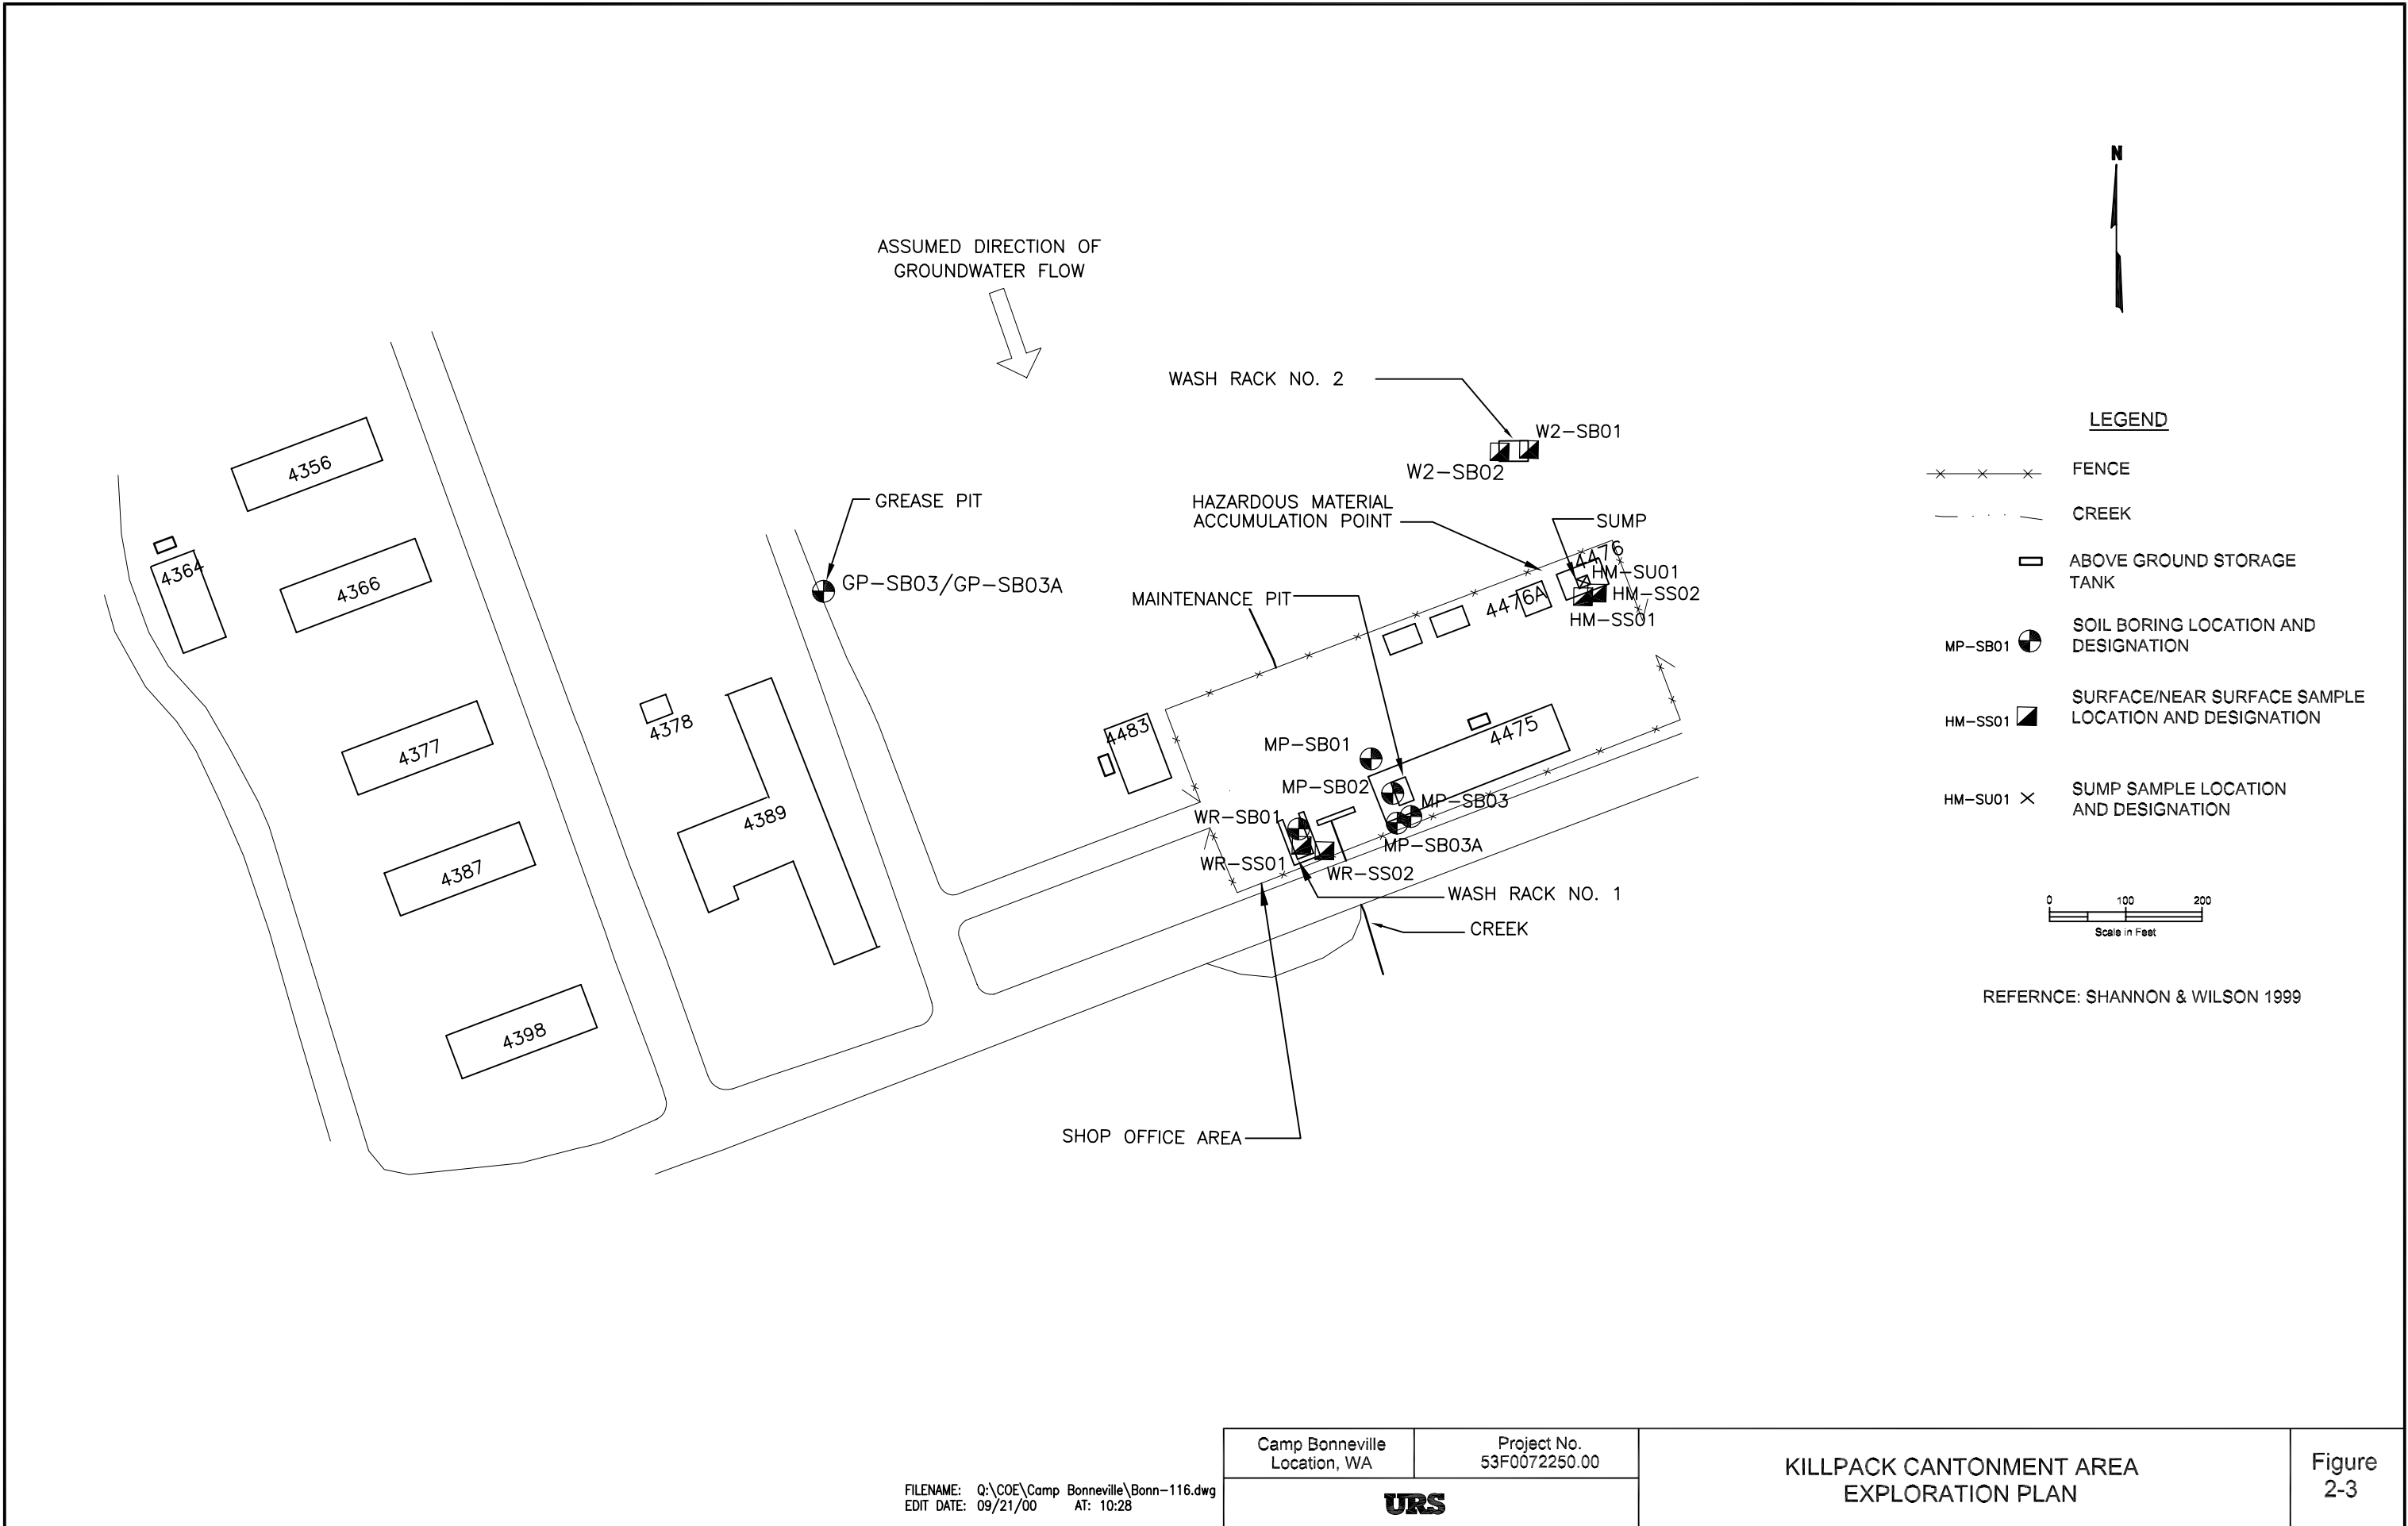 N
ASSUMED DIRECTION OF
GROUNDWATER FLOW
WASH RACK NO. 2
W2-SB01
W2-SB02
GREASE PIT
GP-SB03/GP-SB03A
HAZARDOUS MATERIAL
ACCUMULATION POINT
SUMP
4476
HM-SU01
HM-SS02
HM-SS01
4476A
MAINTENANCE PIT
4356
4364
4366
4377
4378
4387
4389
4398
4483
4475
MP-SB01
MP-SB02
MP-SB03
MP-SB03A
WR-SB01
WR-SS01
WR-SS02
WASH RACK NO. 1
CREEK
SHOP OFFICE AREA
LEGEND
FENCE
CREEK
ABOVE GROUND STORAGE
TANK
MP-SB01
SOIL BORING LOCATION AND
DESIGNATION
HM-SS01
SURFACE/NEAR SURFACE SAMPLE
LOCATION AND DESIGNATION
HM-SU01
SUMP SAMPLE LOCATION
AND DESIGNATION
0 100 200
Scale in Feet
REFERNCE: SHANNON & WILSON 1999
FILENAME: Q:\COE\Camp Bonneville\Bonn-116.dwg
EDIT DATE: 09/21/00 AT: 10:28
Camp Bonneville
Location, WA
Project No.
53F0072250.00
URS
KILLPACK CANTONMENT AREA
EXPLORATION PLAN
Figure
2-3